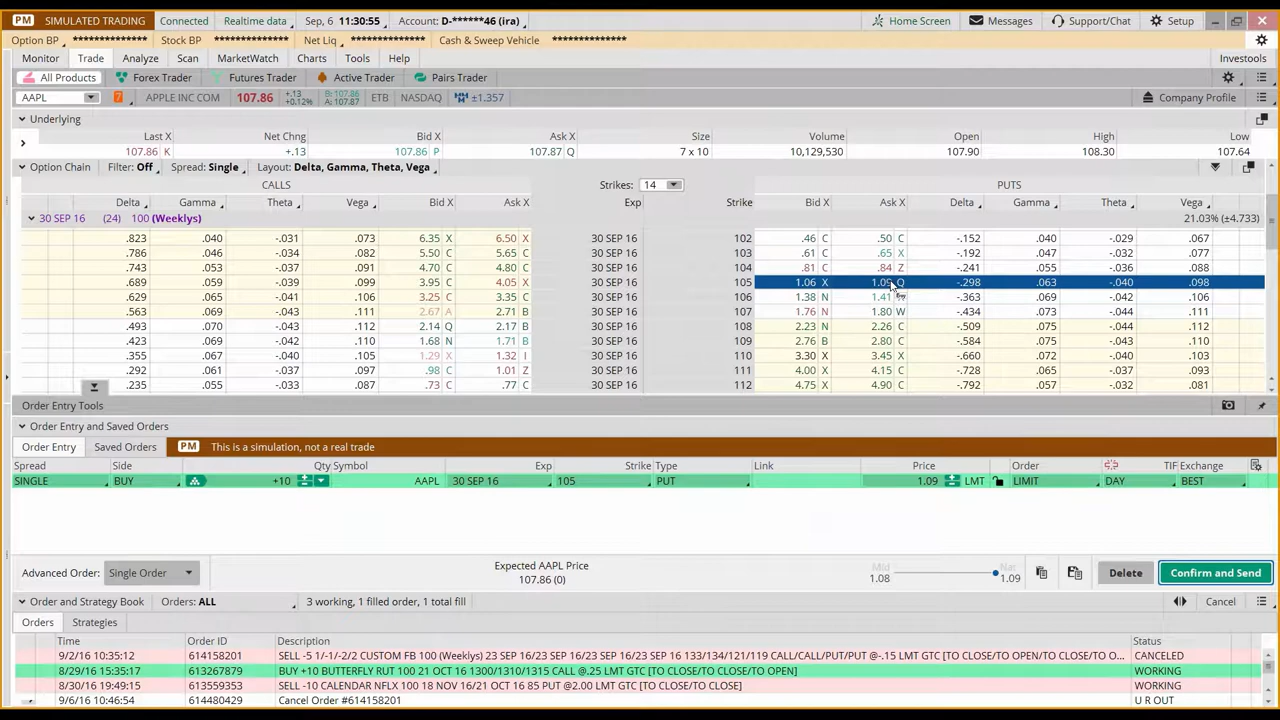 PM SIMULATED TRADING Connected Realtime data Sep, 6 11:30:55 Account: D-******46 (ira) Home Screen Messages Support/Chat Setup
Option BP ************** Stock BP ************** Net Liq ************** Cash & Sweep Vehicle **************
Monitor Trade Analyze Scan MarketWatch Charts Tools Help Investools
All Products Forex Trader Futures Trader Active Trader Pairs Trader
AAPL 7 APPLE INC COM 107.86 +.13 +0.12% B: 107.86 A: 107.87 ETB NASDAQ ±1.357 Company Profile
Underlying
Last X Net Chng Bid X Ask X Size Volume Open High Low
107.86 K +.13 107.86 P 107.87 Q 7 x 10 10,129,530 107.90 108.30 107.64
Option Chain Filter: Off Spread: Single Layout: Delta, Gamma, Theta, Vega
CALLS Strikes: 14 PUTS
Delta Gamma Theta Vega Bid X Ask X Exp Strike Bid X Ask X Delta Gamma Theta Vega
30 SEP 16 (24) 100 (Weeklys) 21.03% (±4.733)
.823 .040 -.031 .073 6.35 X 6.50 X 30 SEP 16 102 .46 C .50 C -.152 .040 -.029 .067
.786 .046 -.034 .082 5.50 X 5.65 C 30 SEP 16 103 .61 C .65 X -.192 .047 -.032 .077
.743 .053 -.037 .091 4.70 C 4.80 C 30 SEP 16 104 .81 C .84 Z -.241 .055 -.036 .088
.689 .059 -.039 .099 3.95 C 4.05 X 30 SEP 16 105 1.06 X 1.09 Q -.298 .063 -.040 .098
.629 .065 -.041 .106 3.25 C 3.35 C 30 SEP 16 106 1.38 N 1.41 -.363 .069 -.042 .106
.563 .069 -.043 .111 2.67 A 2.71 B 30 SEP 16 107 1.76 N 1.80 W -.434 .073 -.044 .111
.493 .070 -.043 .112 2.14 Q 2.17 B 30 SEP 16 108 2.23 N 2.26 C -.509 .075 -.044 .112
.423 .069 -.042 .110 1.68 N 1.71 B 30 SEP 16 109 2.76 B 2.80 C -.584 .075 -.043 .110
.355 .067 -.040 .105 1.29 X 1.32 I 30 SEP 16 110 3.30 X 3.45 X -.660 .072 -.040 .103
.292 .061 -.037 .097 .98 C 1.01 Z 30 SEP 16 111 4.00 X 4.15 C -.728 .065 -.037 .093
.235 .055 -.033 .087 .73 C .77 C 30 SEP 16 112 4.75 X 4.90 C -.792 .057 -.032 .081
Order Entry Tools
Order Entry and Saved Orders
Order Entry Saved Orders PM This is a simulation, not a real trade
Spread Side Qty Symbol Exp Strike Type Link Price Order TIF Exchange
SINGLE BUY +10 AAPL 30 SEP 16 105 PUT 1.09 LMT LIMIT DAY BEST
Advanced Order: Single Order Expected AAPL Price 107.86 (0) Mid 1.08 Nat 1.09 Delete Confirm and Send
Order and Strategy Book Orders: ALL 3 working, 1 filled order, 1 total fill Cancel
Orders Strategies
Time Order ID Description Status
9/2/16 10:35:12 614158201 SELL -5 1/-1/-2/2 CUSTOM FB 100 (Weeklys) 23 SEP 16/23 SEP 16/23 SEP 16/23 SEP 16 133/134/121/119 CALL/CALL/PUT/PUT @-.15 LMT GTC [TO CLOSE/TO OPEN/TO CLOSE/TO O... CANCELED
8/29/16 15:35:17 613267879 BUY +10 BUTTERFLY RUT 100 21 OCT 16 1300/1310/1315 CALL @.25 LMT GTC [TO CLOSE/TO CLOSE/TO OPEN] WORKING
8/30/16 19:49:15 613559353 SELL -10 CALENDAR NFLX 100 18 NOV 16/21 OCT 16 85 PUT @2.00 LMT GTC [TO CLOSE/TO CLOSE] WORKING
9/6/16 10:46:54 614480429 Cancel Order #614158201 U R OUT